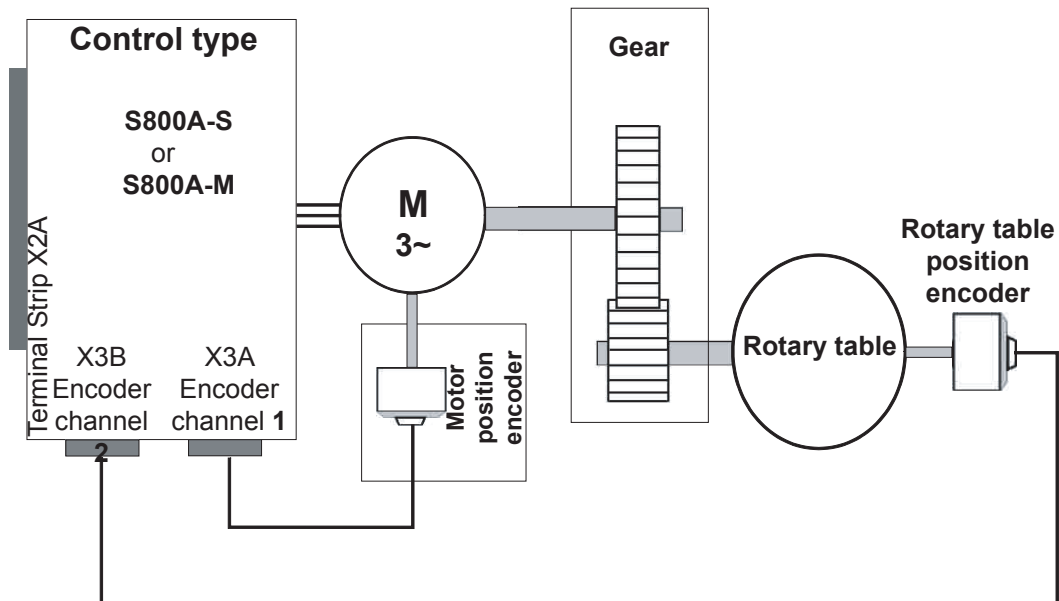 Control type
S800A-S
or
S800A-M
Terminal Strip X2A
X3B
Encoder
channel
2
X3A
Encoder
channel 1
M
3~
Motor
position
encoder
Gear
Rotary table
Rotary table
position
encoder